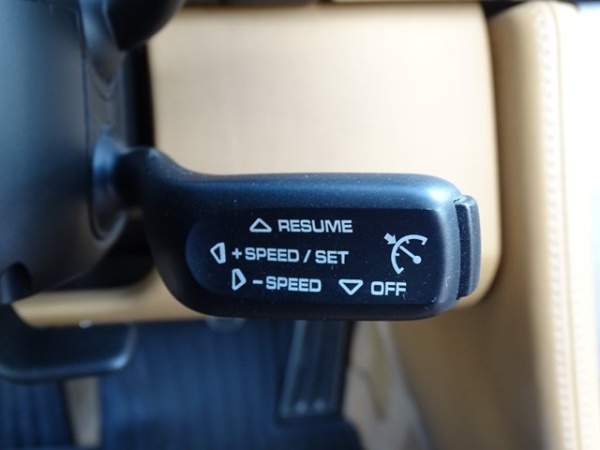 RESUME
+SPEED / SET
-SPEED OFF